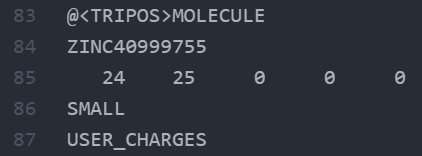 83 @<TRIPOS>MOLECULE
84 ZINC40999755
85 24 25 0 0 0
86 SMALL
87 USER_CHARGES